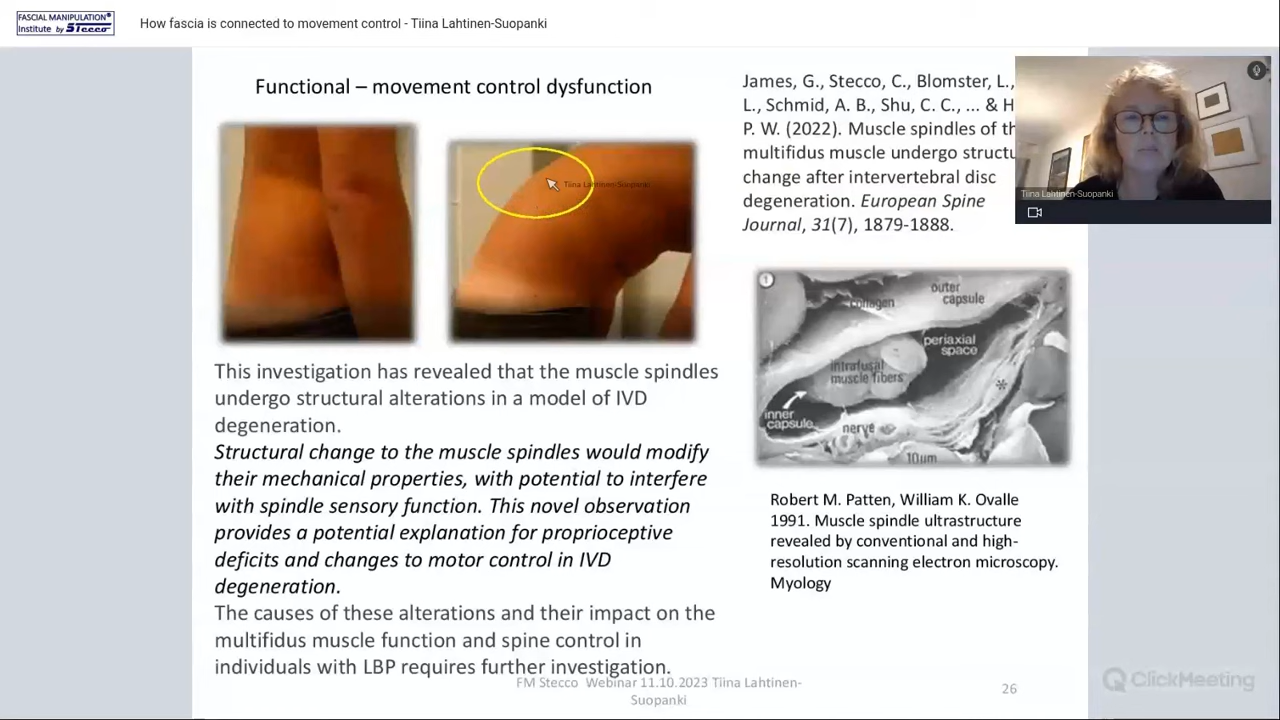 FASCIAL MANIPULATION®
Institute by Stecco
How fascia is connected to movement control - Tiina Lahtinen-Suopanki
Functional – movement control dysfunction
Tiina Lahtinen-Suopanki
This investigation has revealed that the muscle spindles
undergo structural alterations in a model of IVD
degeneration.
Structural change to the muscle spindles would modify
their mechanical properties, with potential to interfere
with spindle sensory function. This novel observation
provides a potential explanation for proprioceptive
deficits and changes to motor control in IVD
degeneration.
The causes of these alterations and their impact on the
multifidus muscle function and spine control in
individuals with LBP requires further investigation.
James, G., Stecco, C., Blomster, L.,
L., Schmid, A. B., Shu, C. C., ... & H
P. W. (2022). Muscle spindles of th
multifidus muscle undergo structu
change after intervertebral disc
degeneration. European Spine
Journal, 31(7), 1879-1888.
Tiina Lahtinen-Suopanki
1
collagen
outer
capsule
periaxial
space
intrafusal
muscle fibers
*
inner
capsule
nerve
10µm
Robert M. Patten, William K. Ovalle
1991. Muscle spindle ultrastructure
revealed by conventional and high-
resolution scanning electron microscopy.
Myology
FM Stecco Webinar 11.10.2023 Tiina Lahtinen-
Suopanki
26
ClickMeeting